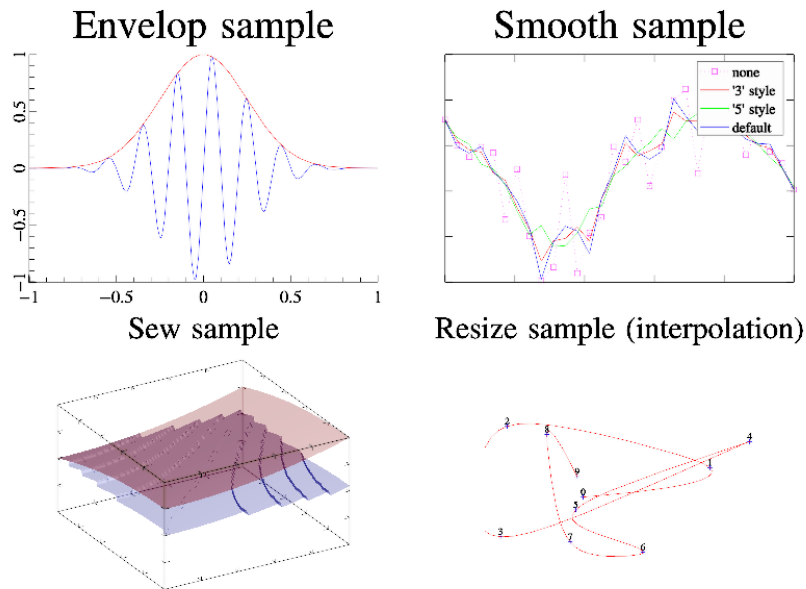 Envelop sample
Smooth sample
1
0.5
0
−0.5
−1
−1 −0.5 0 0.5 1
none
'3' style
'5' style
default
Sew sample
Resize sample (interpolation)
2
8
4
1
9
0
5
3
7
6